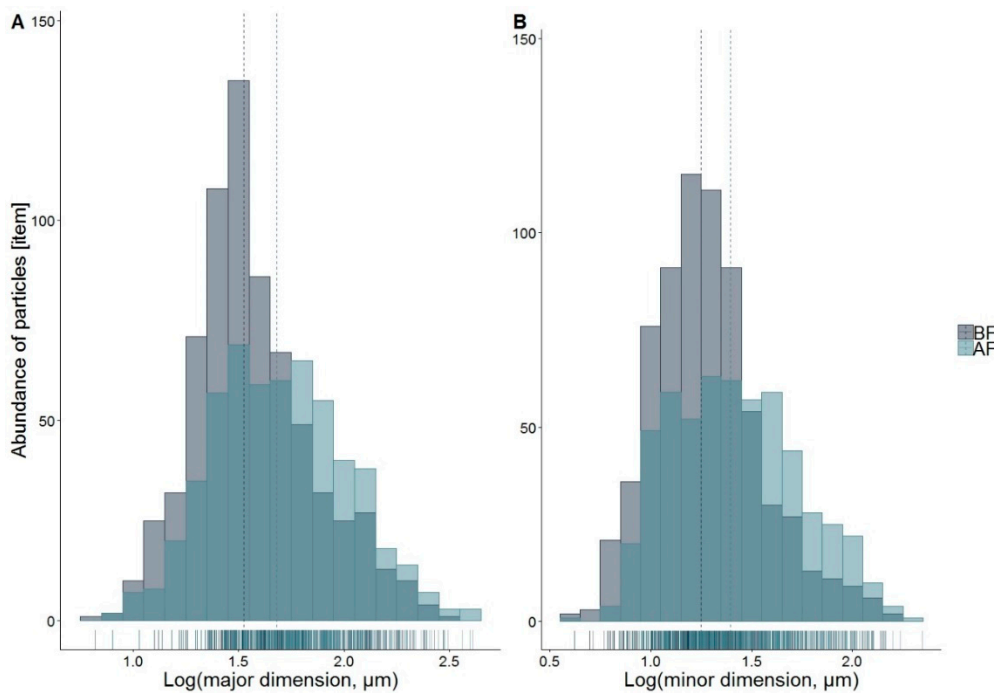 A
B
150
100
50
0
Abundance of particles [item]
1.0 1.5 2.0 2.5
Log(major dimension, µm)
150
100
50
0
0.5 1.0 1.5 2.0
Log(minor dimension, µm)
BF
AF